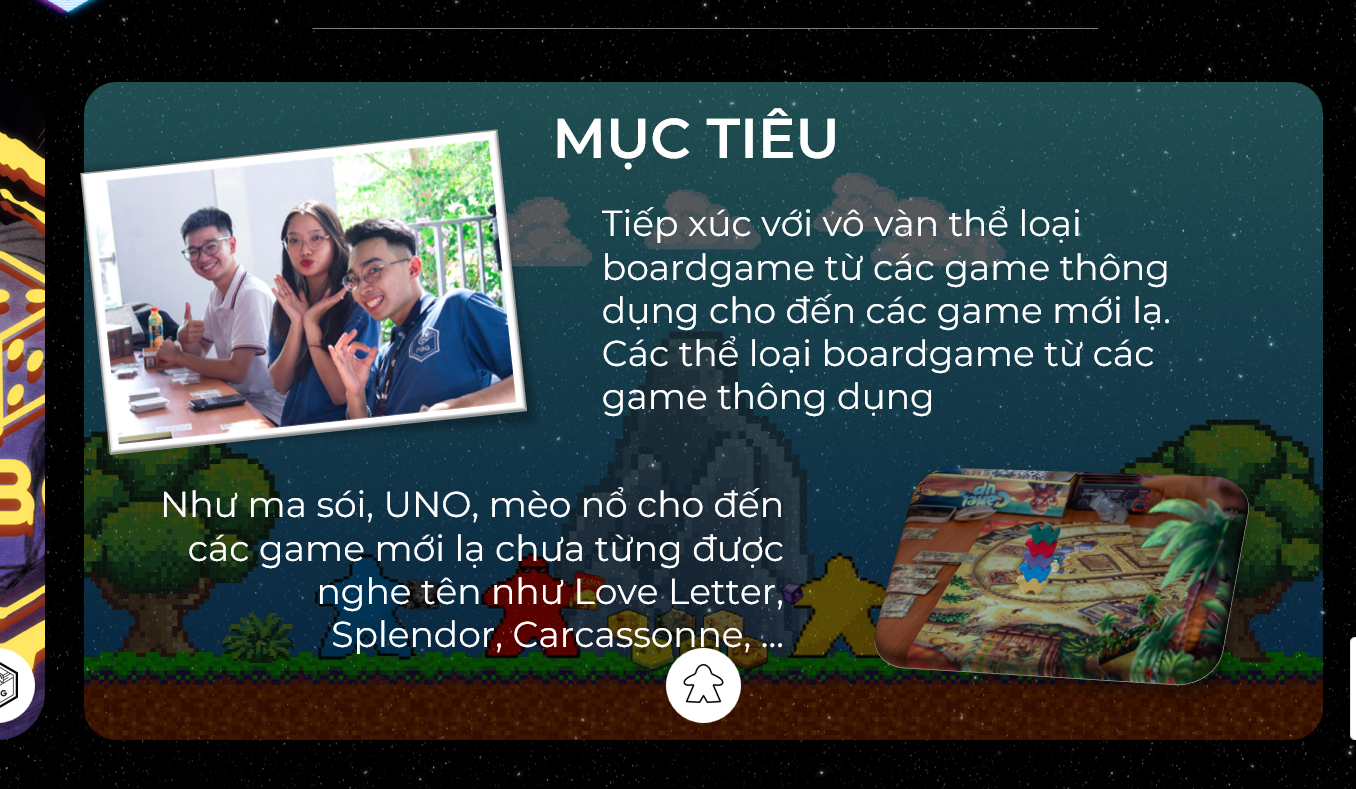 MỤC TIÊU
Tiếp xúc với vô vàn thể loại
boardgame từ các game thông
dụng cho đến các game mới lạ.
Các thể loại boardgame từ các
game thông dụng
Như ma sói, UNO, mèo nổ cho đến
các game mới lạ chưa từng được
nghe tên như Love Letter,
Splendor, Carcassonne, ...
CAMEL
UP
B
G